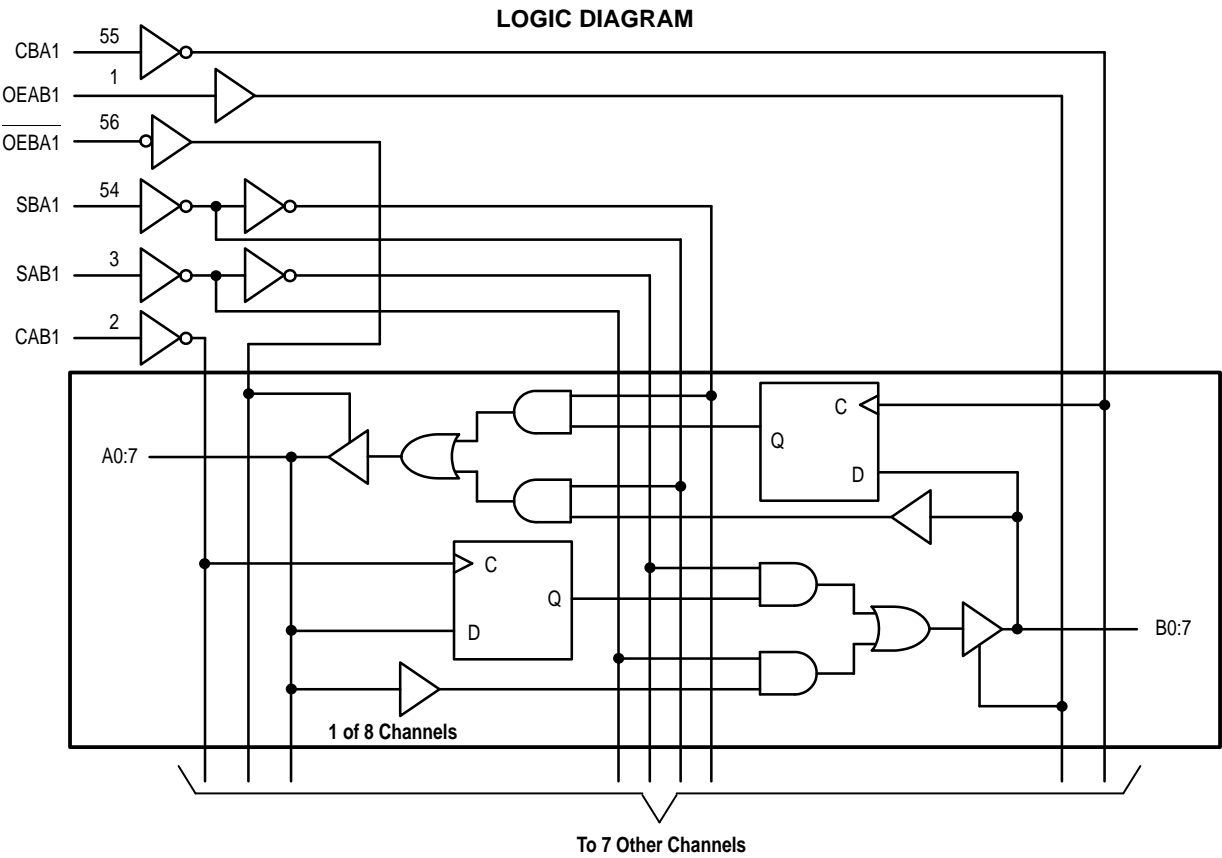 LOGIC DIAGRAM
CBA1 55
OEAB1 1
OEBA1 56
SBA1 54
SAB1 3
CAB1 2
C
Q
D
A0:7
C
Q
D
B0:7
1 of 8 Channels
To 7 Other Channels